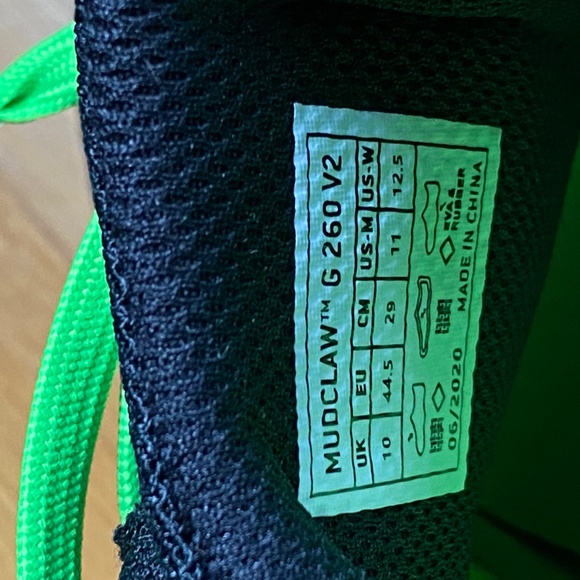 MUDCLAW™ G 260 V2
UK EU CM US-M US-W
10 44.5 29 11 12.5
EVA & RUBBER
06/2020 MADE IN CHINA